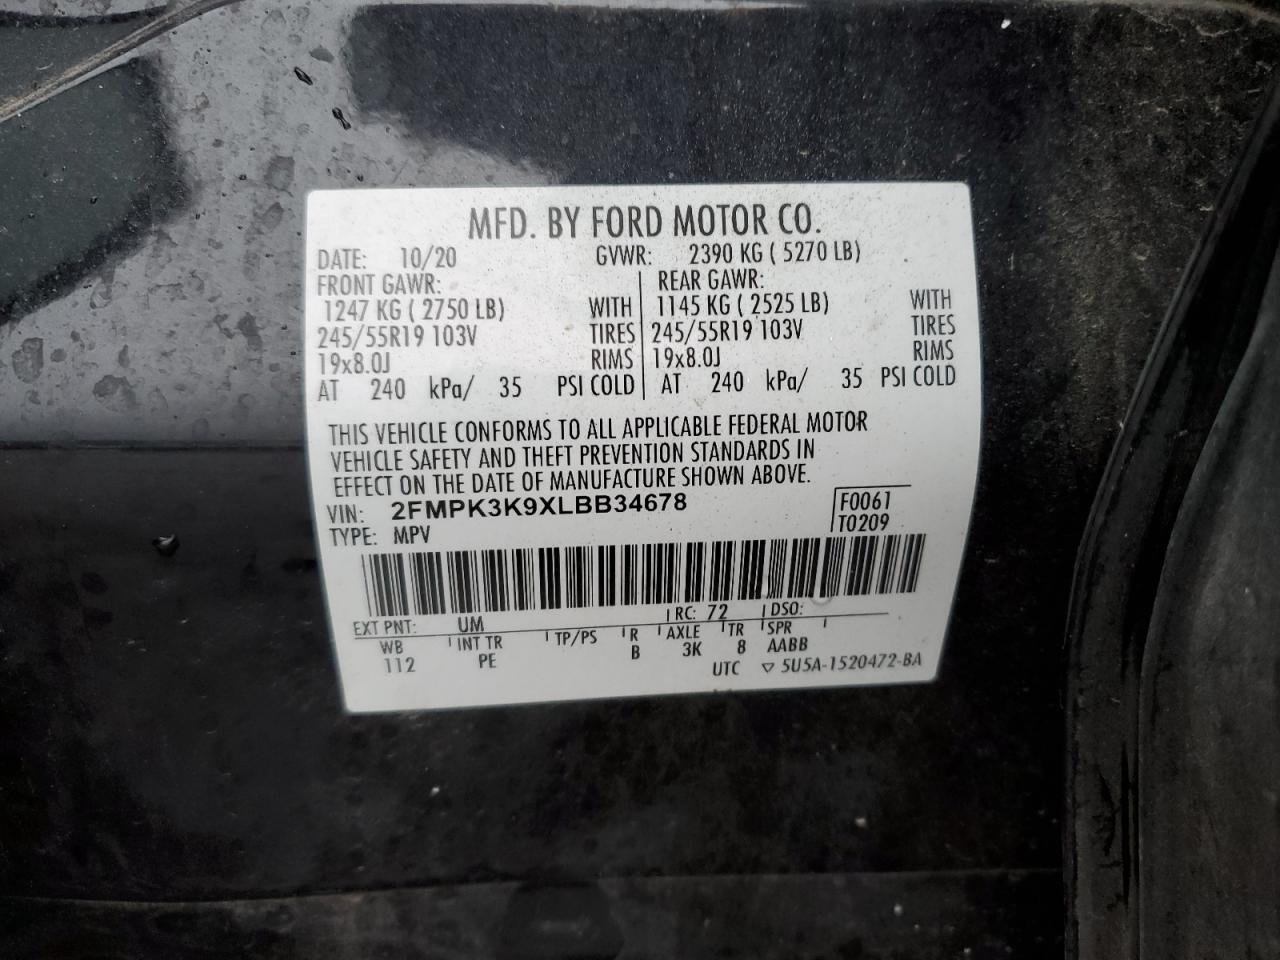 MFD. BY FORD MOTOR CO.
DATE: 10/20 GVWR: 2390 KG ( 5270 LB)
FRONT GAWR: REAR GAWR:
1247 KG ( 2750 LB) WITH 1145 KG ( 2525 LB) WITH
245/55R19 103V TIRES 245/55R19 103V TIRES
19x8.0J RIMS 19x8.0J RIMS
AT 240 kPa/ 35 PSI COLD AT 240 kPa/ 35 PSI COLD
THIS VEHICLE CONFORMS TO ALL APPLICABLE FEDERAL MOTOR
VEHICLE SAFETY AND THEFT PREVENTION STANDARDS IN
EFFECT ON THE DATE OF MANUFACTURE SHOWN ABOVE.
VIN: 2FMPK3K9XLBB34678 F0061
TYPE: MPV T0209
EXT PNT: UM RC: 72 DSO:
WB INT TR TP/PS R AXLE TR SPR
112 PE B 3K 8 AABB
UTC ▽ 5U5A-1520472-BA